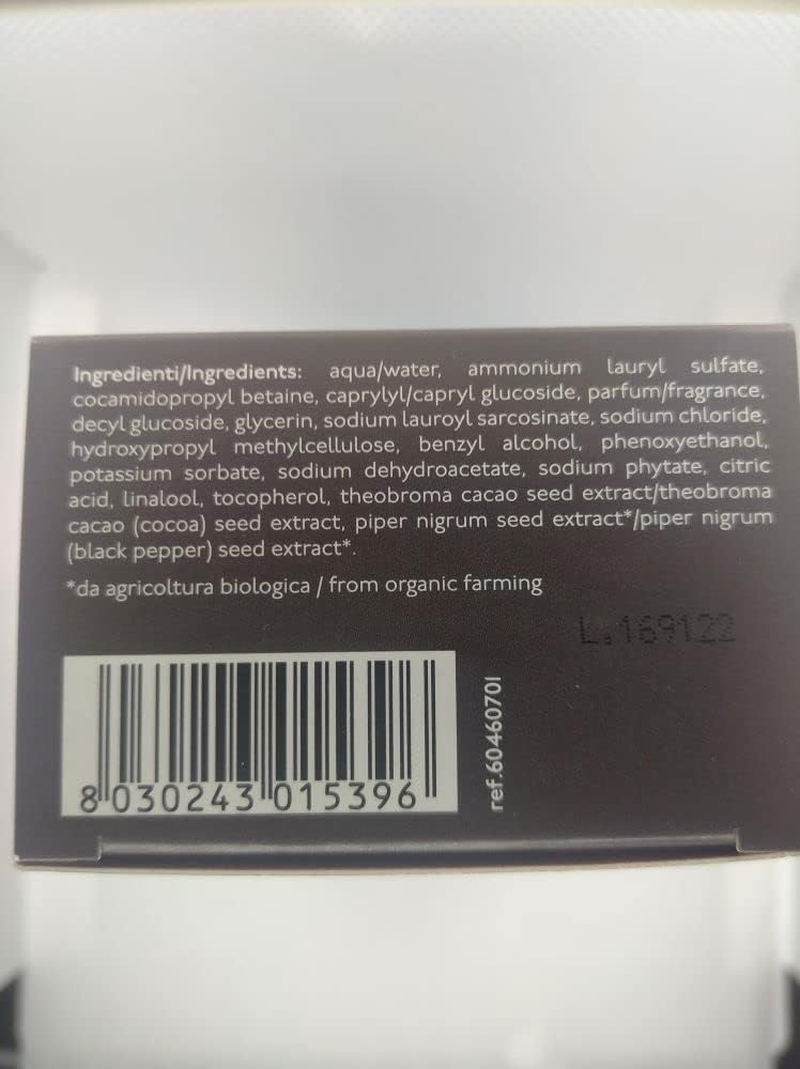 Ingredienti/Ingredients: aqua/water, ammonium lauryl sulfate,
cocamidopropyl betaine, caprylyl/capryl glucoside, parfum/fragrance,
decyl glucoside, glycerin, sodium lauroyl sarcosinate, sodium chloride,
hydroxypropyl methylcellulose, benzyl alcohol, phenoxyethanol,
potassium sorbate, sodium dehydroacetate, sodium phytate, citric
acid, linalool, tocopherol, theobroma cacao seed extract/theobroma
cacao (cocoa) seed extract, piper nigrum seed extract*/piper nigrum
(black pepper) seed extract*.
*da agricoltura biologica / from organic farming
L.169122
8 030243 015396
ref.60460701